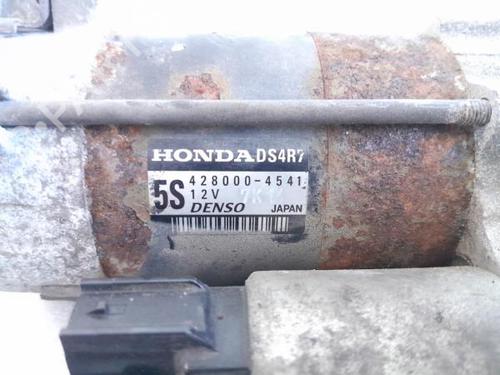 HONDA DS4R7
5S 428000-4541
12V
DENSO JAPAN